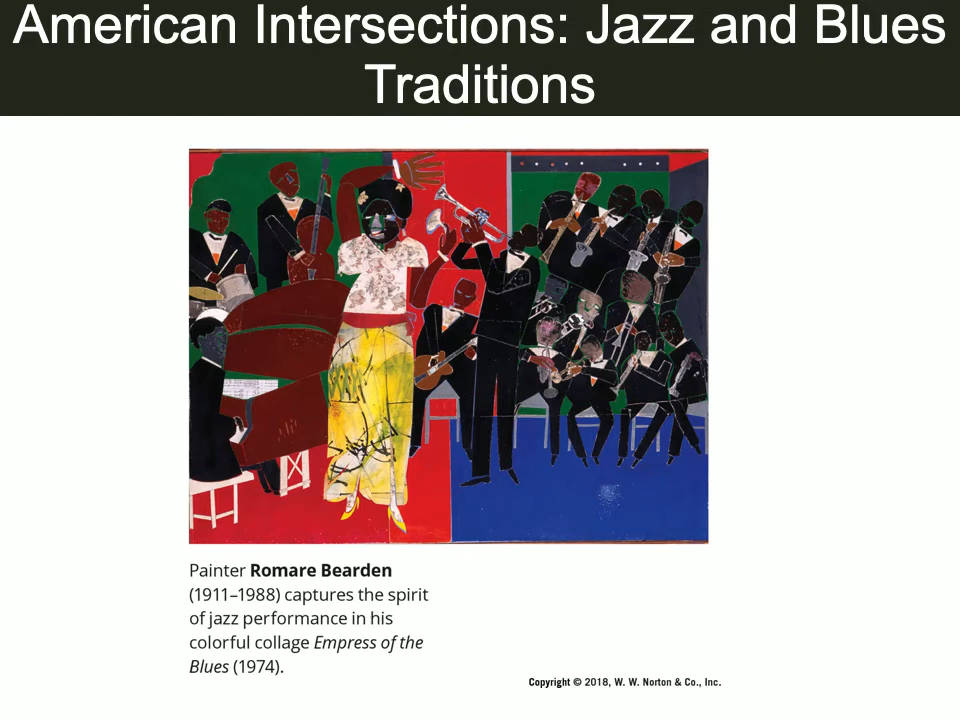 American Intersections: Jazz and Blues
Traditions
Painter Romare Bearden
(1911–1988) captures the spirit
of jazz performance in his
colorful collage Empress of the
Blues (1974).
Copyright © 2018, W. W. Norton & Co., Inc.